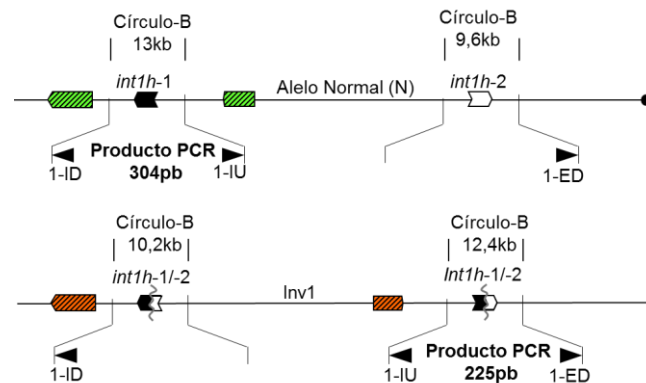 Círculo-B
13kb
Círculo-B
9,6kb
int1h-1
Alelo Normal (N)
int1h-2
Producto PCR
304pb
1-ID
1-IU
1-ED
Círculo-B
10,2kb
Círculo-B
12,4kb
int1h-1/-2
Inv1
Int1h-1/-2
Producto PCR
225pb
1-ID
1-IU
1-ED